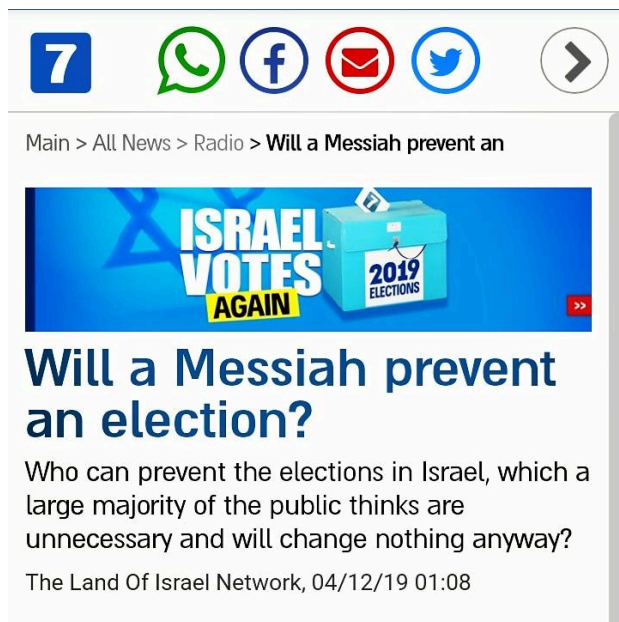 7
Main > All News > Radio > Will a Messiah prevent an
7
ISRAEL
VOTES
AGAIN
2019
ELECTIONS
>>
Will a Messiah prevent
an election?
Who can prevent the elections in Israel, which a
large majority of the public thinks are
unnecessary and will change nothing anyway?
The Land Of Israel Network, 04/12/19 01:08